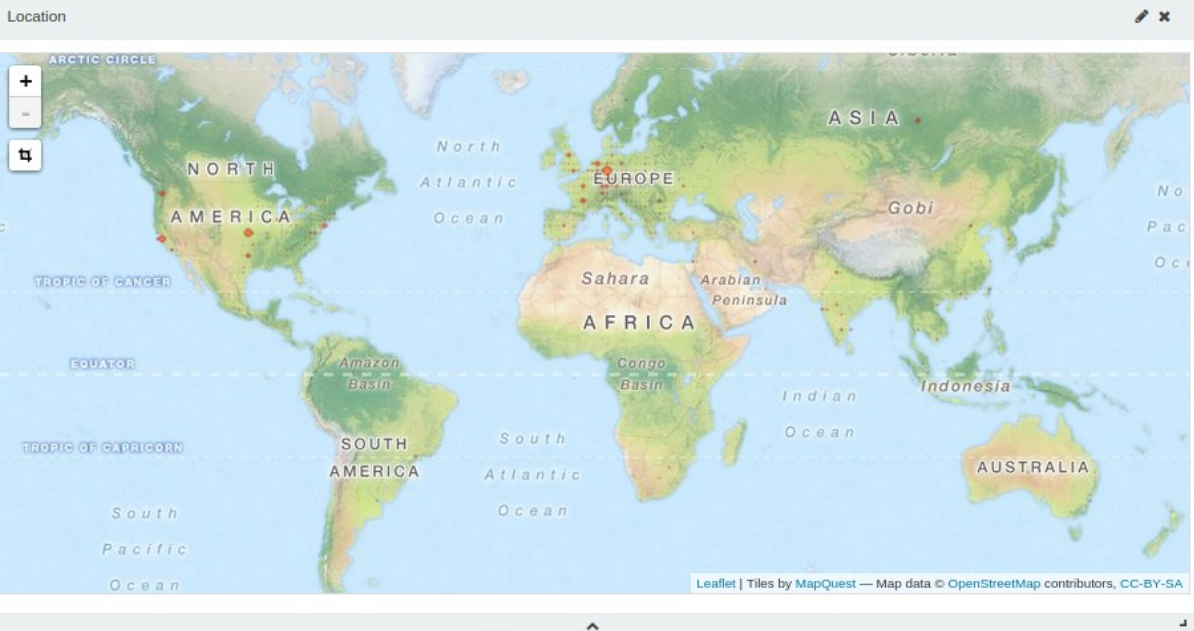 Location
ARCTIC CIRCLE
Siberia
+
-
ASIA
NORTH
AMERICA
North
Atlantic
Ocean
EUROPE
No
Pac
Oce
Gobi
c
TROPIC OF CANCER
Sahara
Arabian
Peninsula
AFRICA
EQUATOR
Amazon
Basin
Congo
Basin
Indian
Ocean
Indonesia
TROPIC OF CAPRICORN
SOUTH
AMERICA
South
Atlantic
Ocean
AUSTRALIA
South
Pacific
Ocean
Leaflet | Tiles by MapQuest — Map data © OpenStreetMap contributors, CC-BY-SA